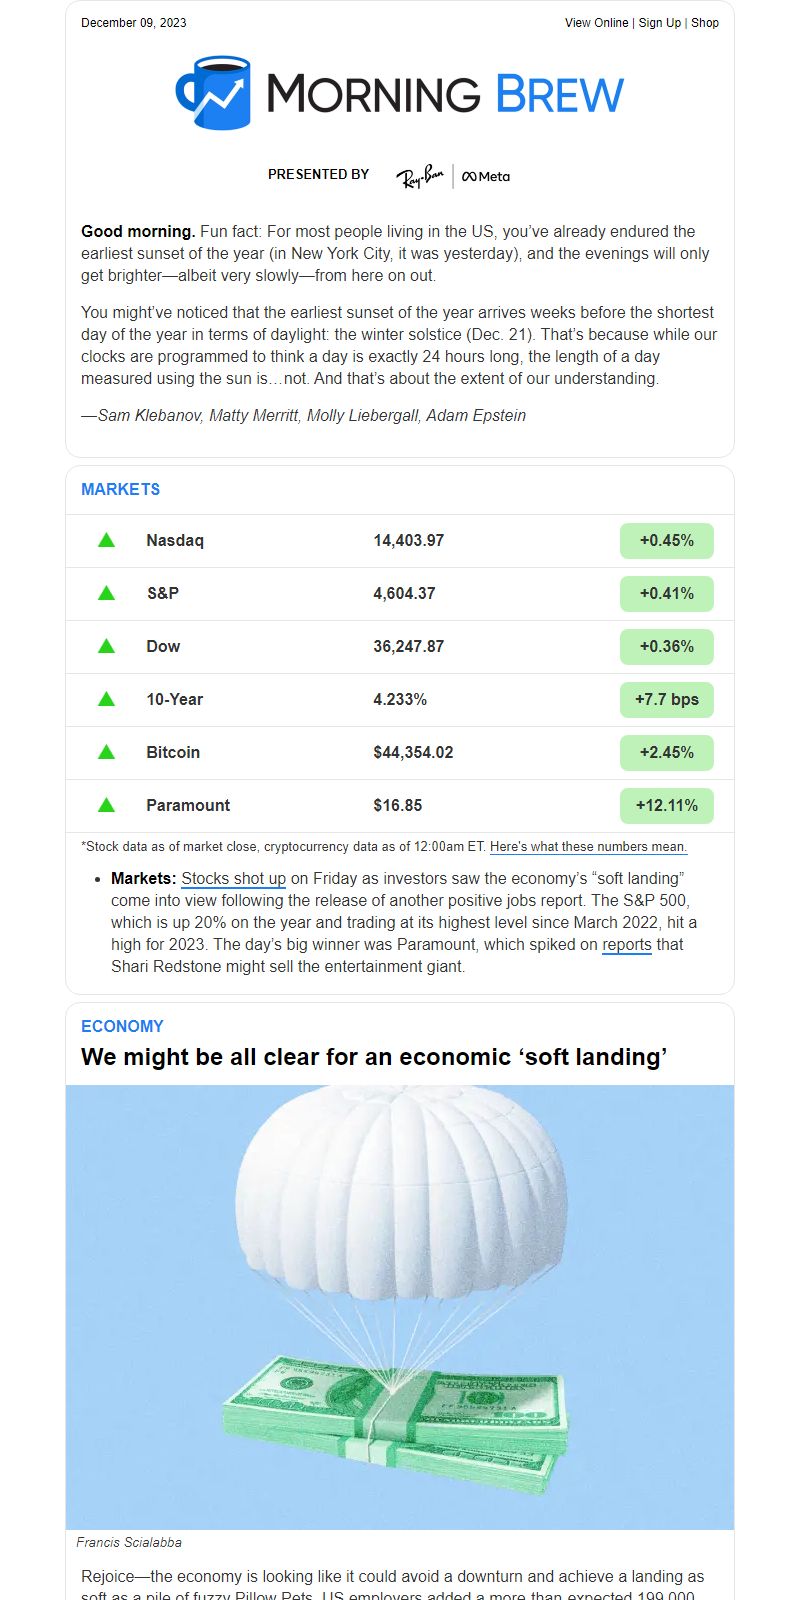 December 09, 2023
View Online | Sign Up | Shop
MORNING BREW
PRESENTED BY
Ray-Ban | Meta
Good morning. Fun fact: For most people living in the US, you’ve already endured the
earliest sunset of the year (in New York City, it was yesterday), and the evenings will only
get brighter—albeit very slowly—from here on out.
You might’ve noticed that the earliest sunset of the year arrives weeks before the shortest
day of the year in terms of daylight: the winter solstice (Dec. 21). That’s because while our
clocks are programmed to think a day is exactly 24 hours long, the length of a day
measured using the sun is…not. And that’s about the extent of our understanding.
—Sam Klebanov, Matty Merritt, Molly Liebergall, Adam Epstein
MARKETS
Nasdaq 14,403.97 +0.45%
S&P 4,604.37 +0.41%
Dow 36,247.87 +0.36%
10-Year 4.233% +7.7 bps
Bitcoin $44,354.02 +2.45%
Paramount $16.85 +12.11%
*Stock data as of market close, cryptocurrency data as of 12:00am ET. Here’s what these numbers mean.
• Markets: Stocks shot up on Friday as investors saw the economy’s “soft landing”
come into view following the release of another positive jobs report. The S&P 500,
which is up 20% on the year and trading at its highest level since March 2022, hit a
high for 2023. The day’s big winner was Paramount, which spiked on reports that
Shari Redstone might sell the entertainment giant.
ECONOMY
We might be all clear for an economic ‘soft landing’
Francis Scialabba
Rejoice—the economy is looking like it could avoid a downturn and achieve a landing as
soft as a pile of fuzzy Pillow Pets. US employers added a more than expected 199,000